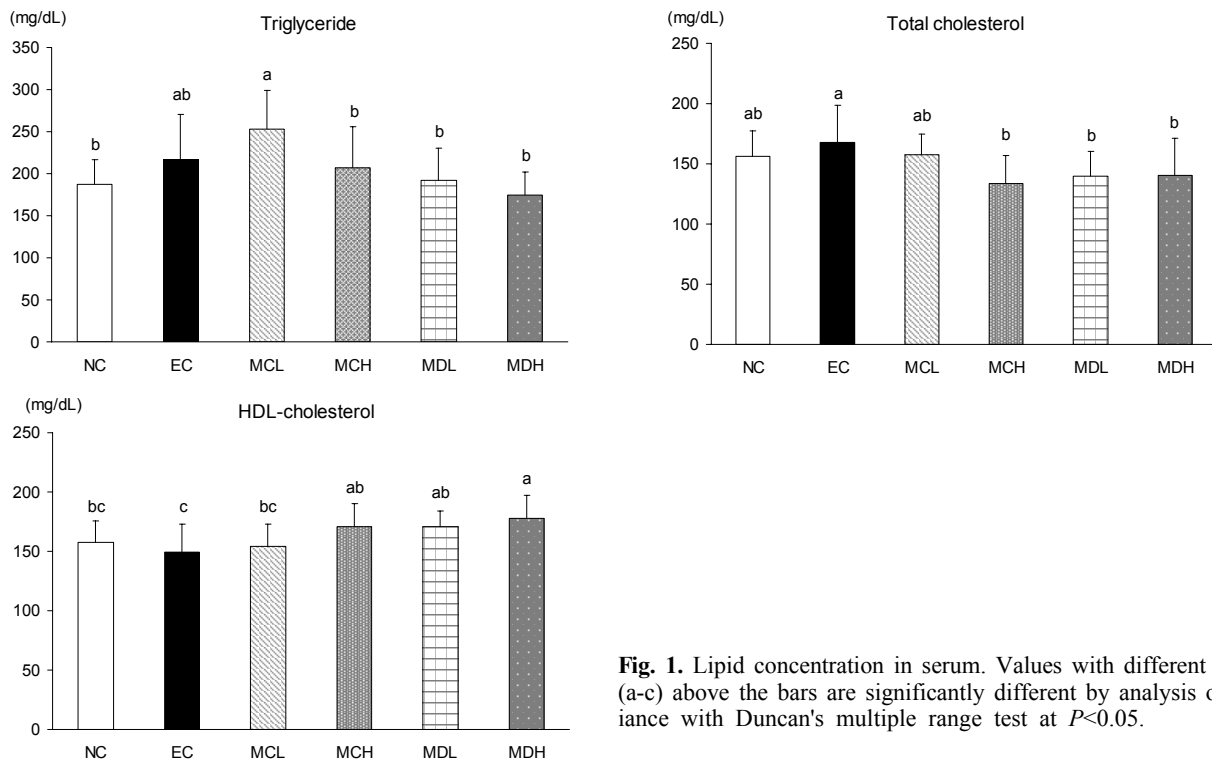 (mg/dL)
Triglyceride
350
300
250
200
150
100
50
0
b
ab
a
b
b
b
NC EC MCL MCH MDL MDH
(mg/dL)
Total cholesterol
250
200
150
100
50
0
ab
a
ab
b
b
b
NC EC MCL MCH MDL MDH
(mg/dL)
HDL-cholesterol
250
200
150
100
50
0
bc
c
bc
ab
ab
a
NC EC MCL MCH MDL MDH
Fig. 1. Lipid concentration in serum. Values with different
(a-c) above the bars are significantly different by analysis o
iance with Duncan's multiple range test at P<0.05.